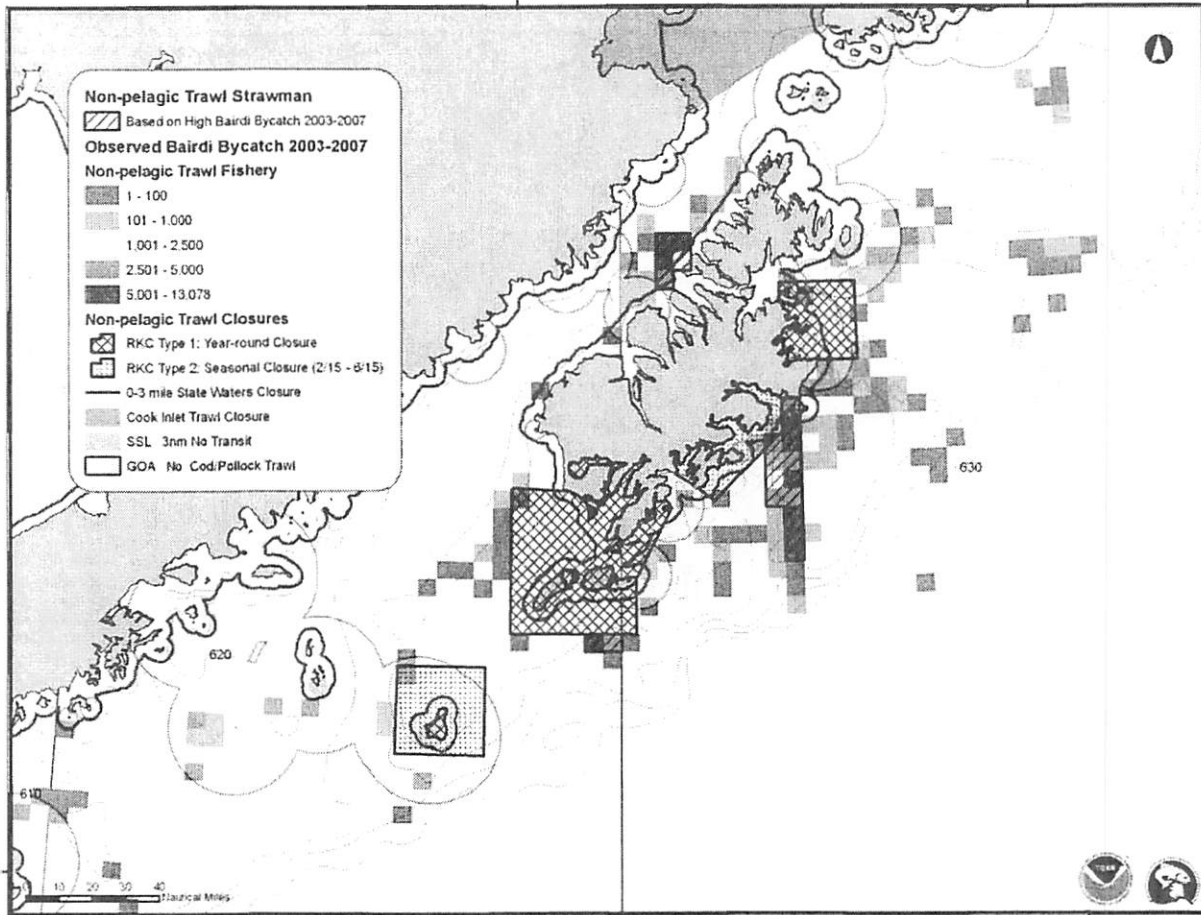 Non-pelagic Trawl Strawman
Based on High Bairdi Bycatch 2003-2007
Observed Bairdi Bycatch 2003-2007
Non-pelagic Trawl Fishery
1 - 100
101 - 1.000
1.001 - 2.500
2.501 - 5.000
5.001 - 13.078
Non-pelagic Trawl Closures
RKC Type 1: Year-round Closure
RKC Type 2: Seasonal Closure (2/15 - 6/15)
0-3 mile State Waters Closure
Cook Inlet Trawl Closure
SSL 3nm No Transit
GOA No Cod/Pollock Trawl
630
620
610
0 10 20 30 40
Nautical Miles